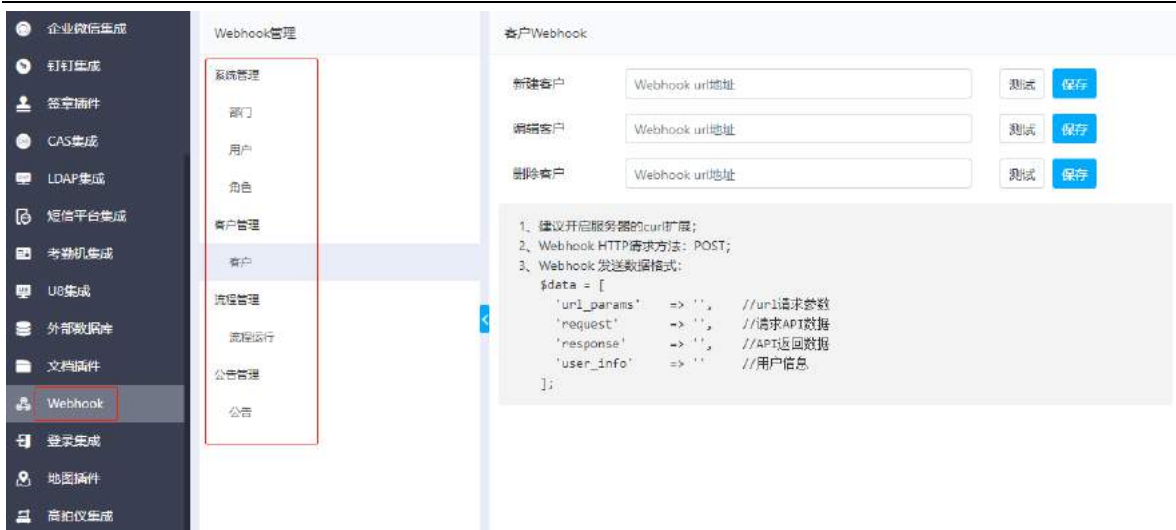 企业微信集成
钉钉集成
签章插件
CAS集成
LDAP集成
短信平台集成
考勤机集成
U8集成
外部数据库
文档插件
Webhook
登录集成
地图插件
高拍仪集成
Webhook管理
系统管理
部门
用户
角色
客户管理
客户
流程管理
流程运行
公告管理
公告
客户Webhook
新建客户 Webhook url地址 测试 保存
编辑客户 Webhook url地址 测试 保存
删除客户 Webhook url地址 测试 保存
1、建议开启服务器的curl扩展;
2、Webhook HTTP请求方法: POST;
3、Webhook 发送数据格式:
$data = [
'url_params' => '', //url请求参数
'request' => '', //请求API数据
'response' => '', //API返回数据
'user_info' => '' //用户信息
];